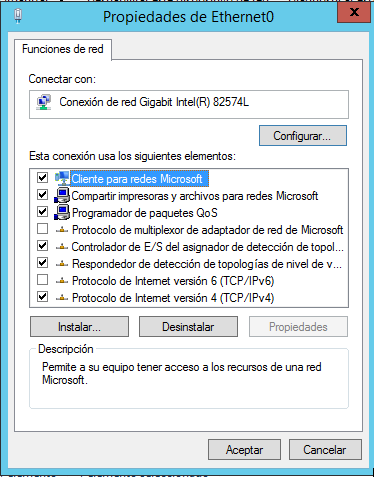 Propiedades de Ethernet0
x
Funciones de red
Conectar con:
Conexión de red Gigabit Intel(R) 82574L
Configurar...
Esta conexión usa los siguientes elementos:
Cliente para redes Microsoft
Compartir impresoras y archivos para redes Microsoft
Programador de paquetes QoS
Protocolo de multiplexor de adaptador de red de Microsoft
Controlador de E/S del asignador de detección de topol...
Respondedor de detección de topologías de nivel de v...
Protocolo de Internet versión 6 (TCP/IPv6)
Protocolo de Internet versión 4 (TCP/IPv4)
Instalar... Desinstalar Propiedades
Descripción
Permite a su equipo tener acceso a los recursos de una red
Microsoft.
Aceptar Cancelar